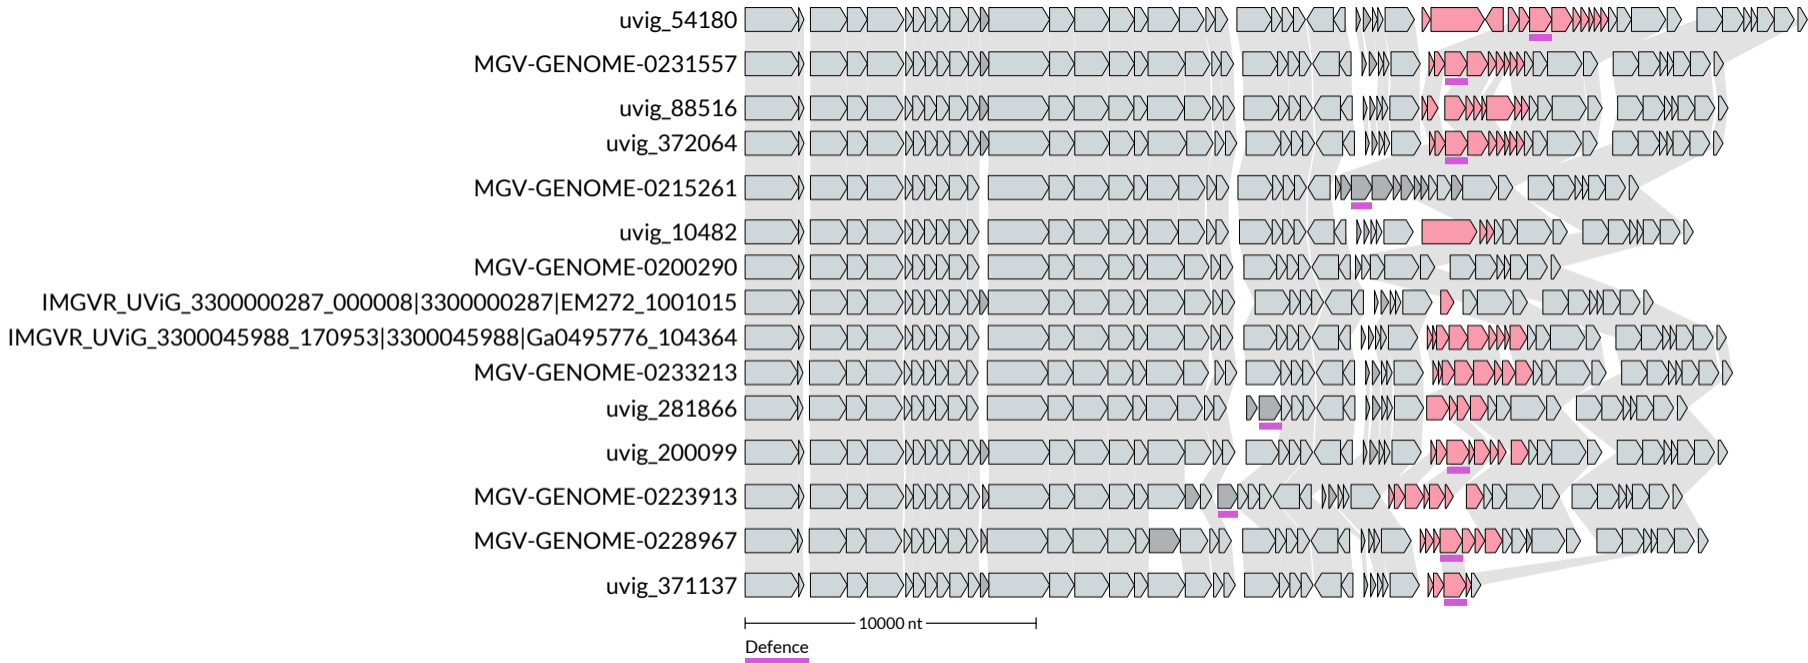 uvig_54180
MGV-GENOME-0231557
uvig_88516
uvig_372064
MGV-GENOME-0215261
uvig_10482
MGV-GENOME-0200290
IMGVR_UViG_3300000287_000008|3300000287|EM272_1001015
IMGVR_UViG_3300045988_170953|3300045988|Ga0495776_104364
MGV-GENOME-0233213
uvig_281866
uvig_200099
MGV-GENOME-0223913
MGV-GENOME-0228967
uvig_371137
10000 nt
Defence